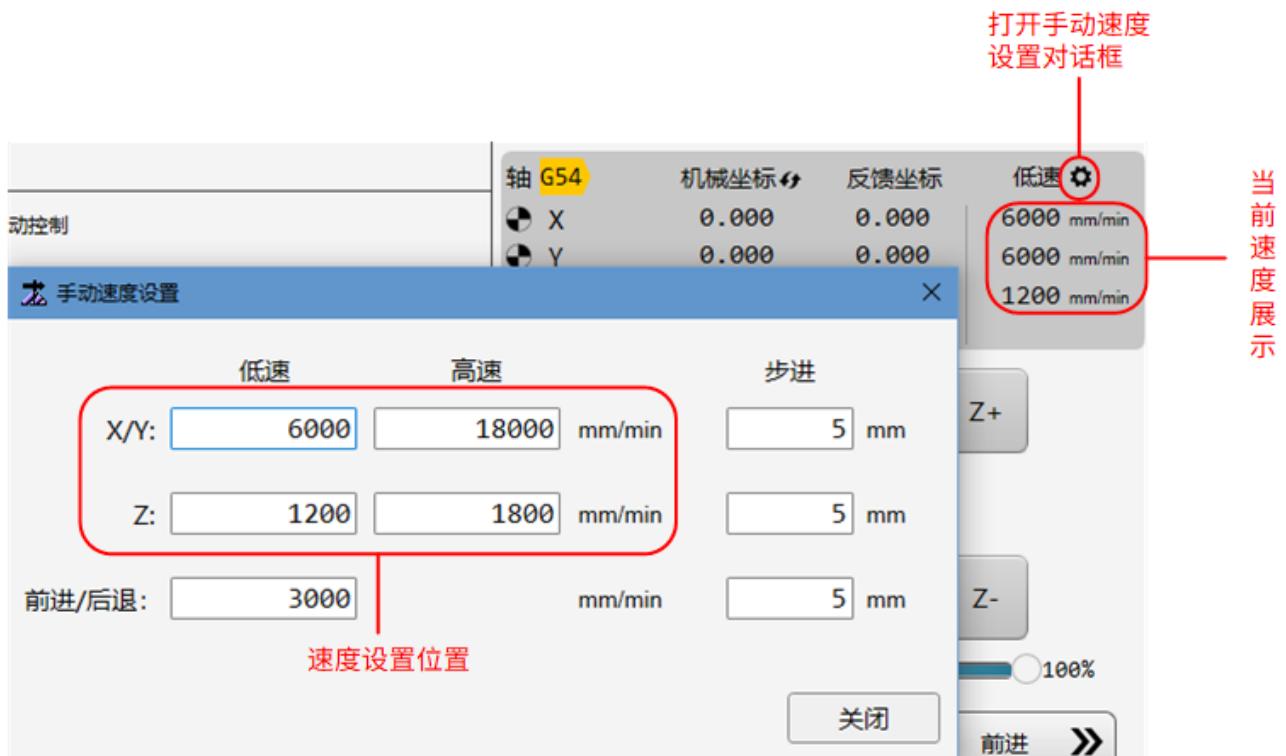 打开手动速度
设置对话框
轴 G54 机械坐标 反馈坐标 低速
X 0.000 0.000 6000 mm/min
Y 0.000 0.000 6000 mm/min
1200 mm/min
当前速度展示
动控制
手动速度设置
低速 高速 步进
X/Y: 6000 18000 mm/min 5 mm
Z: 1200 1800 mm/min 5 mm
前进/后退: 3000 mm/min 5 mm
速度设置位置
关闭
Z+
Z-
100%
前进